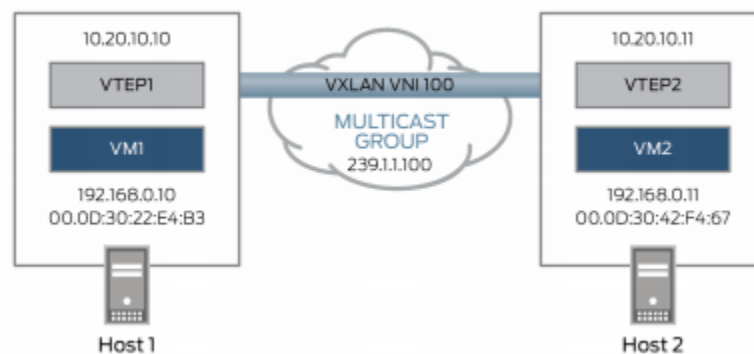 10.20.10.10
VTEP1
VM1
192.168.0.10
00.0D:30:22:E4:B3
Host 1
VXLAN VNI 100
MULTICAST
GROUP
239.1.1.100
10.20.10.11
VTEP2
VM2
192.168.0.11
00.0D:30:42:F4:67
Host 2